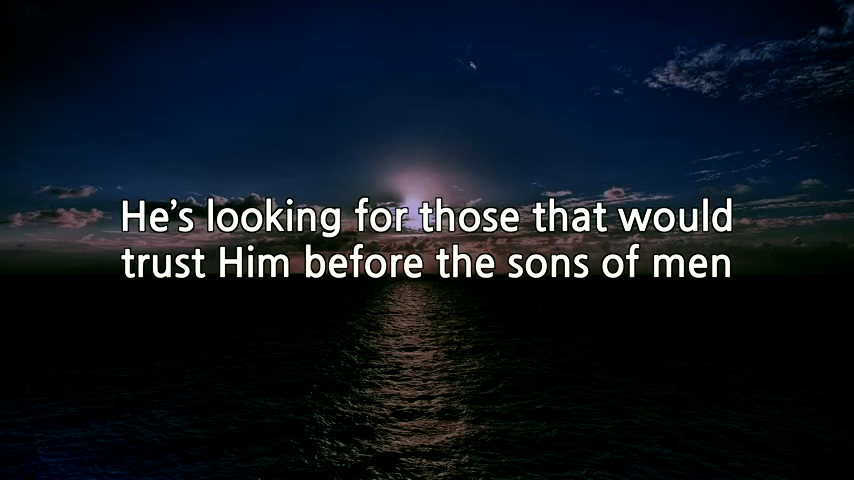 He’s looking for those that would
trust Him before the sons of men